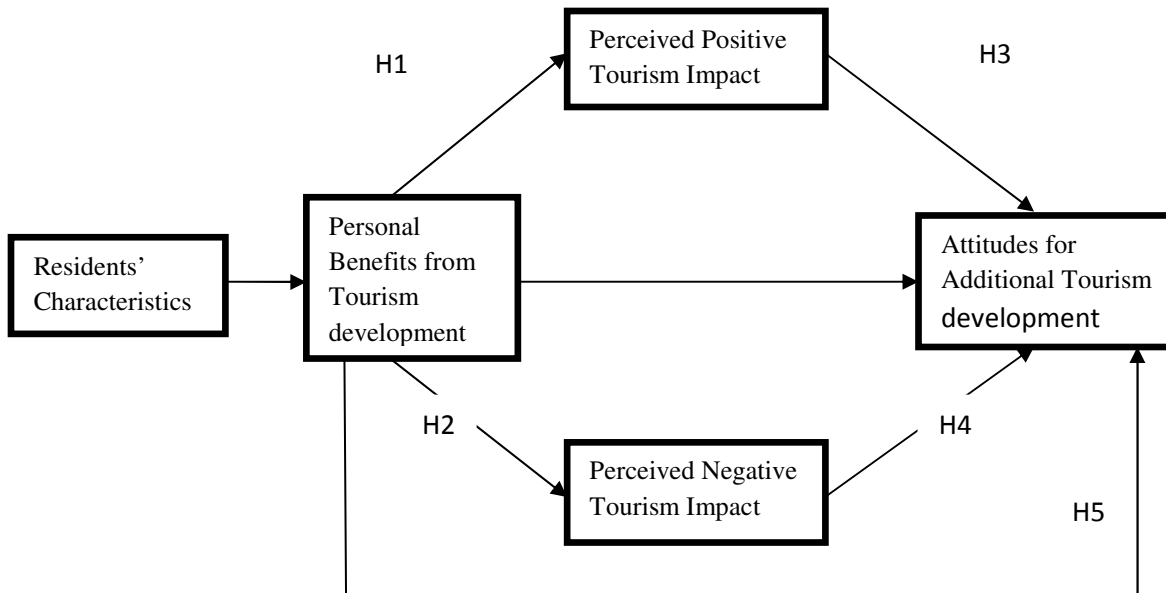 Perceived Positive
Tourism Impact
H1
H3
Residents’
Characteristics
Personal
Benefits from
Tourism
development
Attitudes for
Additional Tourism
development
H2
H4
Perceived Negative
Tourism Impact
H5